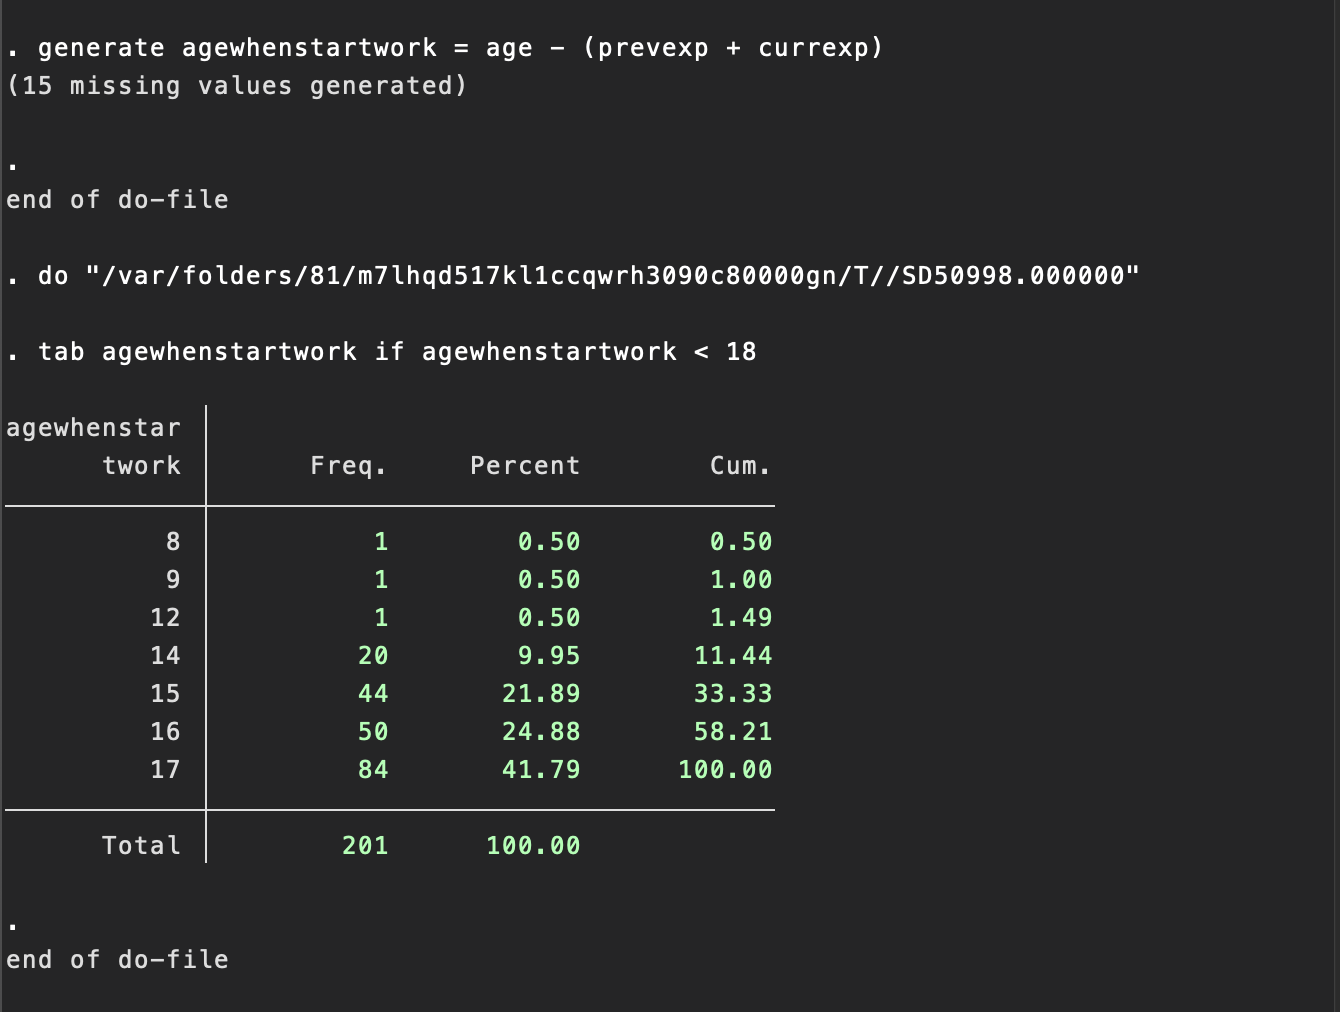 . generate agewhenstartwork = age – (prevexp + currexp)
(15 missing values generated)
.
end of do–file
. do "/var/folders/81/m7lhqd517kl1ccqwrh3090c80000gn/T//SD50998.000000"
. tab agewhenstartwork if agewhenstartwork < 18
agewhenstar
twork Freq. Percent Cum.
8 1 0.50 0.50
9 1 0.50 1.00
12 1 0.50 1.49
14 20 9.95 11.44
15 44 21.89 33.33
16 50 24.88 58.21
17 84 41.79 100.00
Total 201 100.00
.
end of do–file